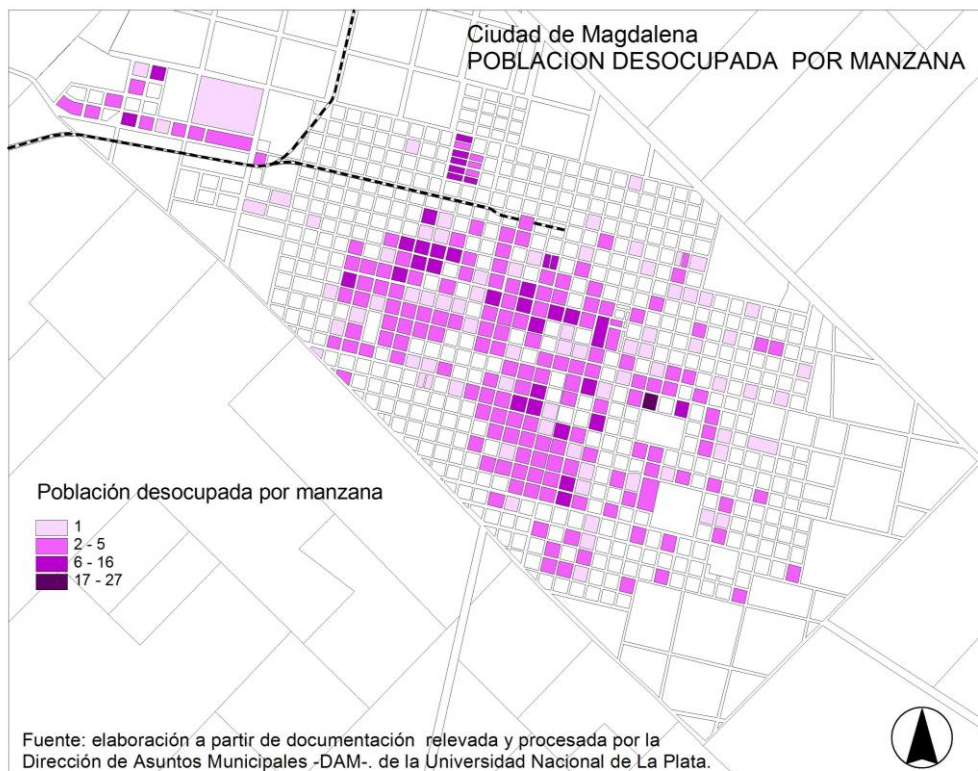 Ciudad de Magdalena
POBLACION DESOCUPADA POR MANZANA
Población desocupada por manzana
1
2 - 5
6 - 16
17 - 27
Fuente: elaboración a partir de documentación relevada y procesada por la
Dirección de Asuntos Municipales -DAM-. de la Universidad Nacional de La Plata.